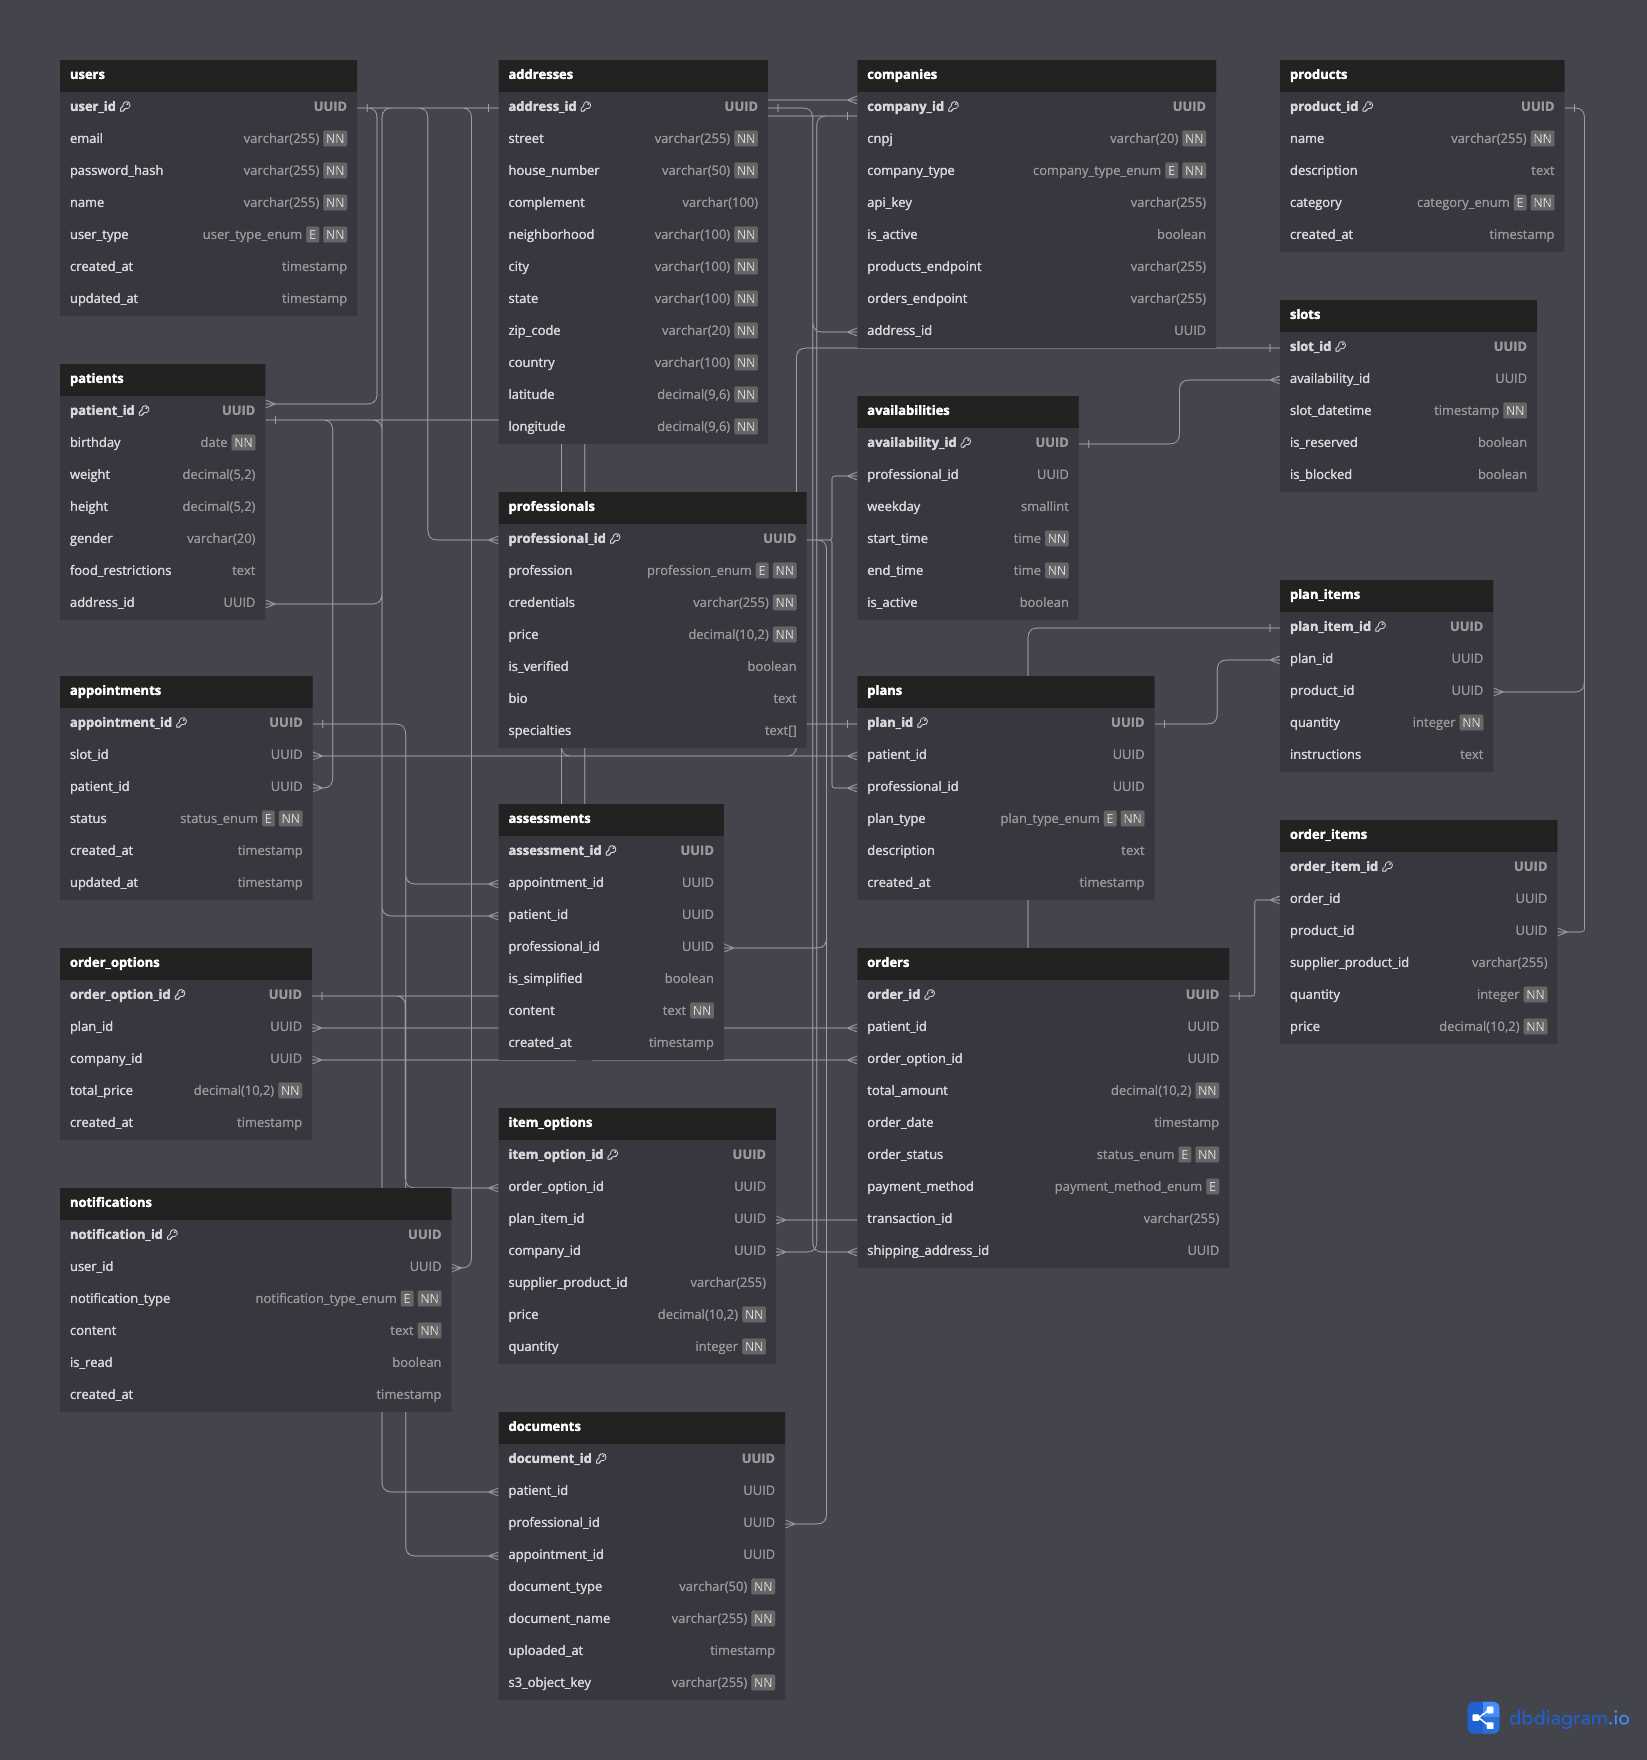 users
user_id UUID
email varchar(255) NN
password_hash varchar(255) NN
name varchar(255) NN
user_type user_type_enum E NN
created_at timestamp
updated_at timestamp
patients
patient_id UUID
birthday date NN
weight decimal(5,2)
height decimal(5,2)
gender varchar(20)
food_restrictions text
address_id UUID
appointments
appointment_id UUID
slot_id UUID
patient_id UUID
status status_enum E NN
created_at timestamp
updated_at timestamp
order_options
order_option_id UUID
plan_id UUID
company_id UUID
total_price decimal(10,2) NN
created_at timestamp
notifications
notification_id UUID
user_id UUID
notification_type notification_type_enum E NN
content text NN
is_read boolean
created_at timestamp
addresses
address_id UUID
street varchar(255) NN
house_number varchar(50) NN
complement varchar(100)
neighborhood varchar(100) NN
city varchar(100) NN
state varchar(100) NN
zip_code varchar(20) NN
country varchar(100) NN
latitude decimal(9,6) NN
longitude decimal(9,6) NN
professionals
professional_id UUID
profession profession_enum E NN
credentials varchar(255) NN
price decimal(10,2) NN
is_verified boolean
bio text
specialties text[]
assessments
assessment_id UUID
appointment_id UUID
patient_id UUID
professional_id UUID
is_simplified boolean
content text NN
created_at timestamp
item_options
item_option_id UUID
order_option_id UUID
plan_item_id UUID
company_id UUID
supplier_product_id varchar(255)
price decimal(10,2) NN
quantity integer NN
documents
document_id UUID
patient_id UUID
professional_id UUID
appointment_id UUID
document_type varchar(50) NN
document_name varchar(255) NN
uploaded_at timestamp
s3_object_key varchar(255) NN
companies
company_id UUID
cnpj varchar(20) NN
company_type company_type_enum E NN
api_key varchar(255)
is_active boolean
products_endpoint varchar(255)
orders_endpoint varchar(255)
address_id UUID
availabilities
availability_id UUID
professional_id UUID
weekday smallint
start_time time NN
end_time time NN
is_active boolean
plans
plan_id UUID
patient_id UUID
professional_id UUID
plan_type plan_type_enum E NN
description text
created_at timestamp
orders
order_id UUID
patient_id UUID
order_option_id UUID
total_amount decimal(10,2) NN
order_date timestamp
order_status status_enum E NN
payment_method payment_method_enum E
transaction_id varchar(255)
shipping_address_id UUID
products
product_id UUID
name varchar(255) NN
description text
category category_enum E NN
created_at timestamp
slots
slot_id UUID
availability_id UUID
slot_datetime timestamp NN
is_reserved boolean
is_blocked boolean
plan_items
plan_item_id UUID
plan_id UUID
product_id UUID
quantity integer NN
instructions text
order_items
order_item_id UUID
order_id UUID
product_id UUID
supplier_product_id varchar(255)
quantity integer NN
price decimal(10,2) NN
dbdiagram.io